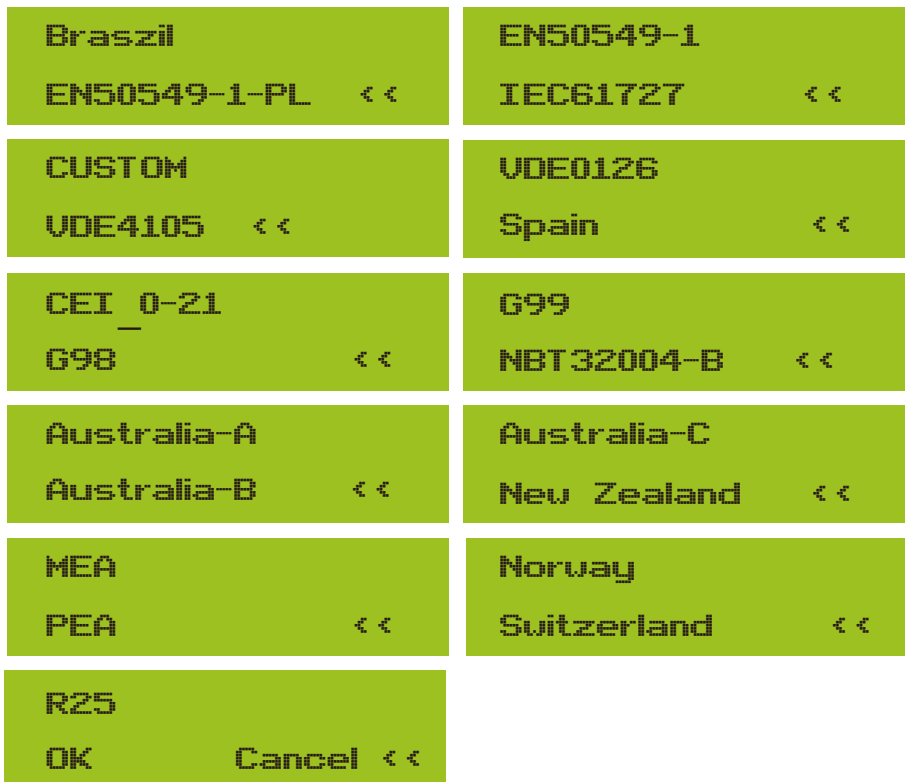 Braszil
EN50549-1-PL <<
EN50549-1
IEC61727 <<
CUSTOM
VDE4105 <<
VDE0126
Spain <<
CEI_0-21
G98 <<
G99
NBT32004-B <<
Australia-A
Australia-B <<
Australia-C
New Zealand <<
MEA
PEA <<
Norway
Switzerland <<
R25
OK Cancel <<